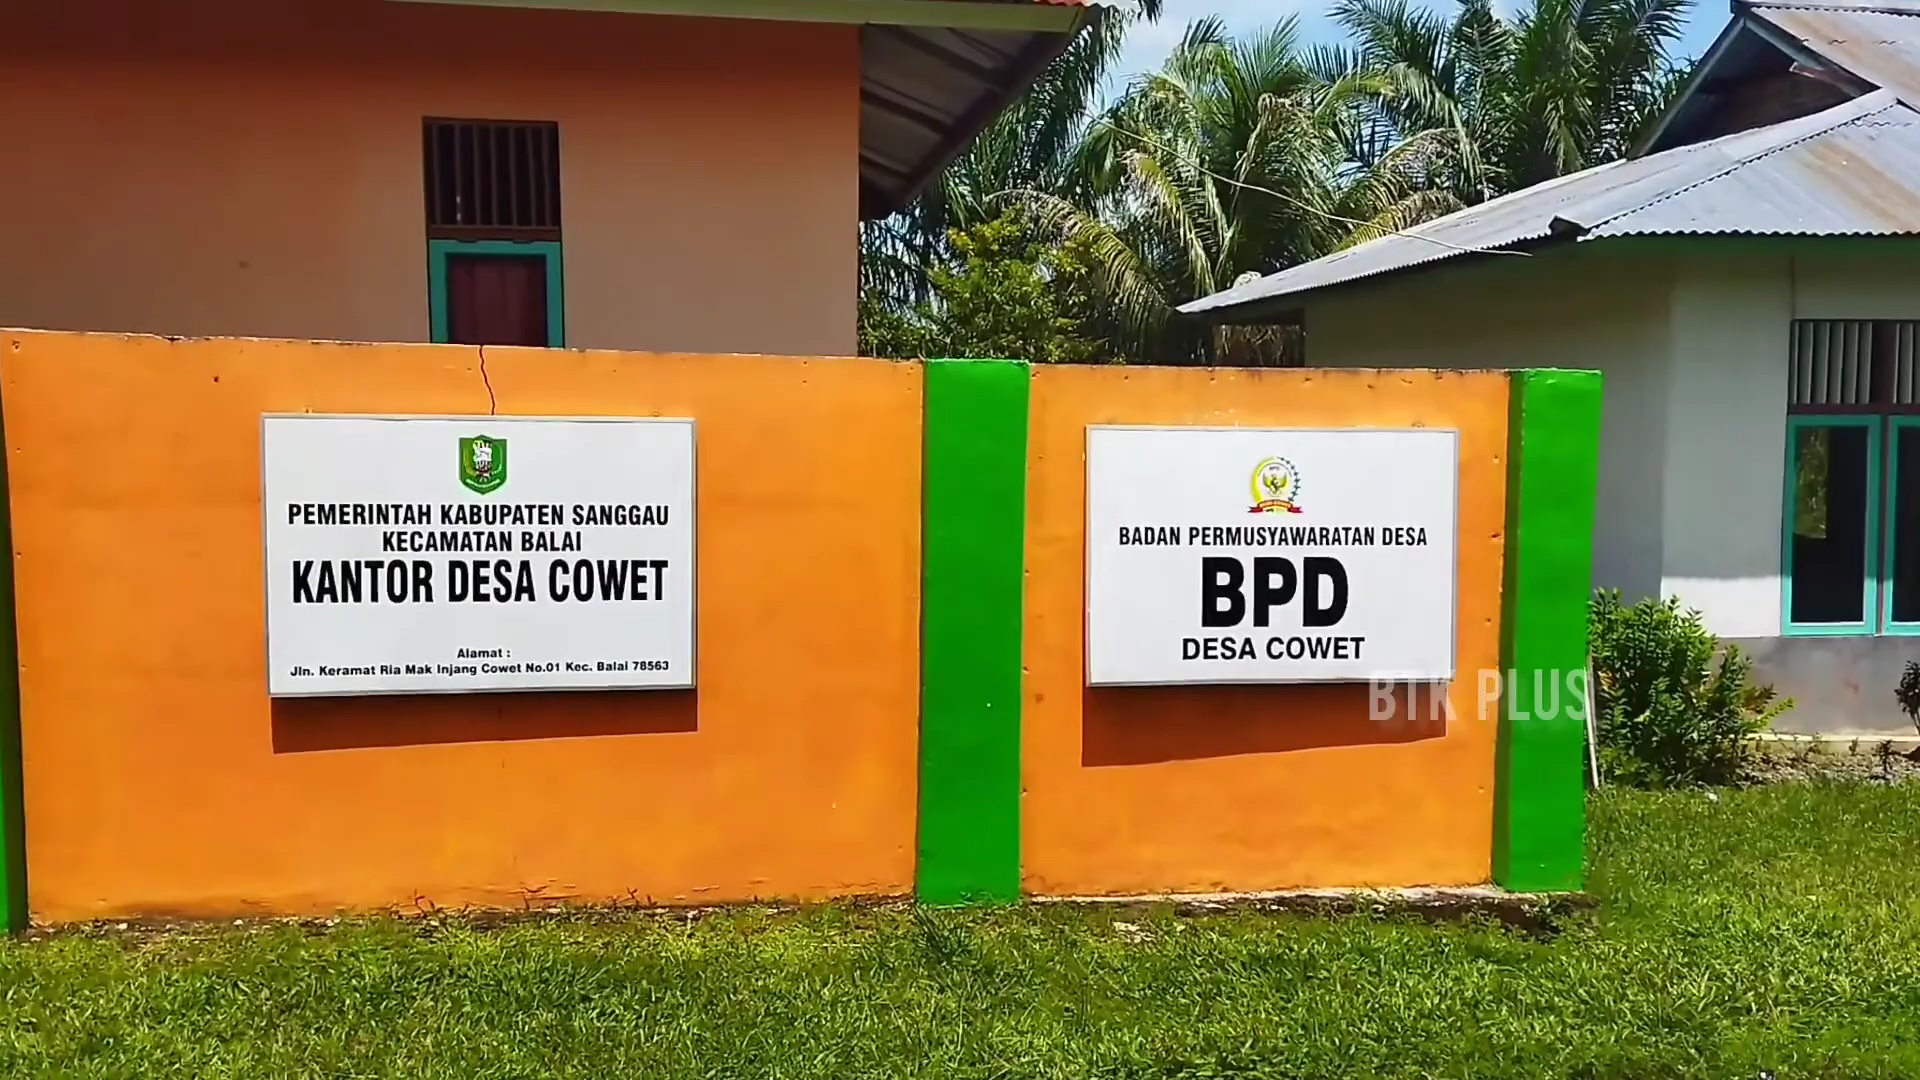 PEMERINTAH KABUPATEN SANGGAU
KECAMATAN BALAI
KANTOR DESA COWET
Alamat :
Jln. Keramat Ria Mak Injang Cowet No.01 Kec. Balai 78563
BADAN PERMUSYAWARATAN DESA
BPD
DESA COWET
BTK PLUS